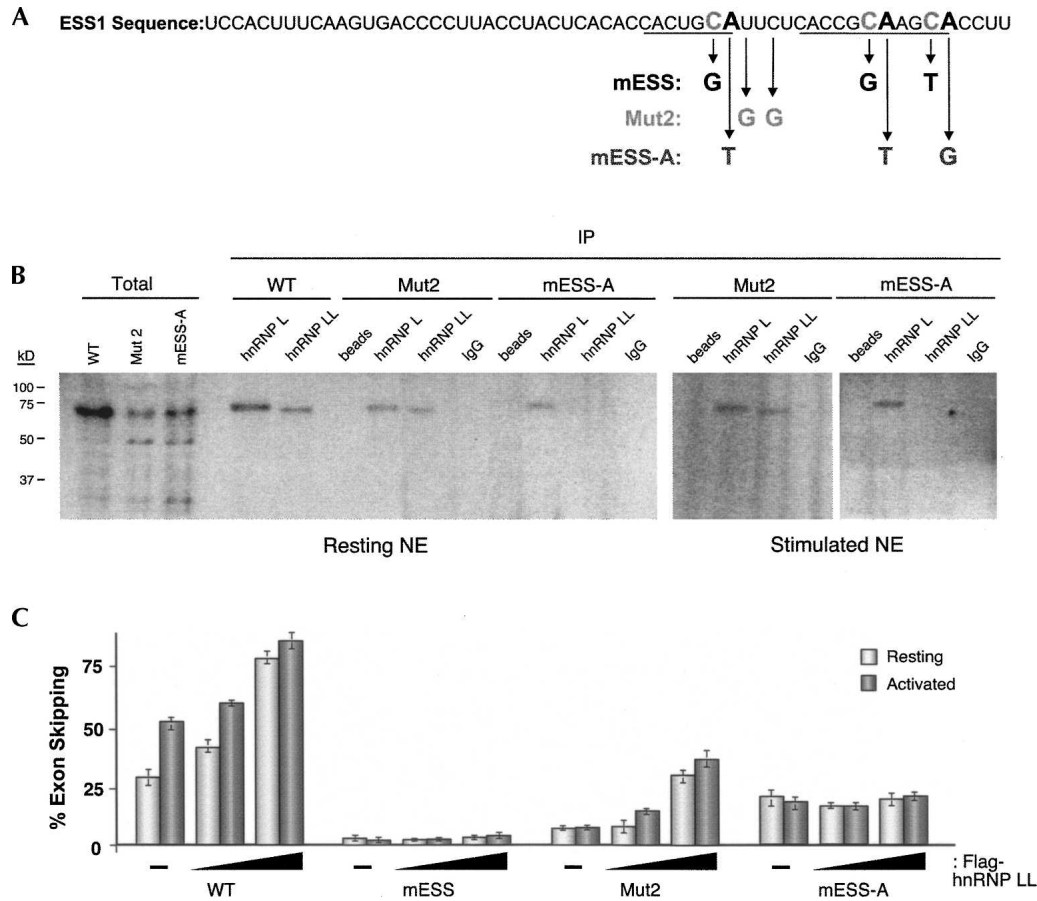 A
ESS1 Sequence:UCCACUUUCAAGUGACCCCUUACCUACUCACACCACUGCAUUCUCACCGCAAGCACCUU
mESS: G G T
Mut2: G G
mESS-A: T T G
IP
B
Total WT Mut2 mESS-A Mut2 mESS-A
kD WT Mut 2 mESS-A hnRNP L hnRNP LL beads hnRNP L hnRNP LL IgG beads hnRNP L hnRNP LL IgG beads hnRNP L hnRNP LL IgG beads hnRNP L hnRNP LL IgG
100
75
50
37
Resting NE Stimulated NE
C
% Exon Skipping
75
50
25
0
Resting
Activated
: Flag-
hnRNP LL
WT mESS Mut2 mESS-A